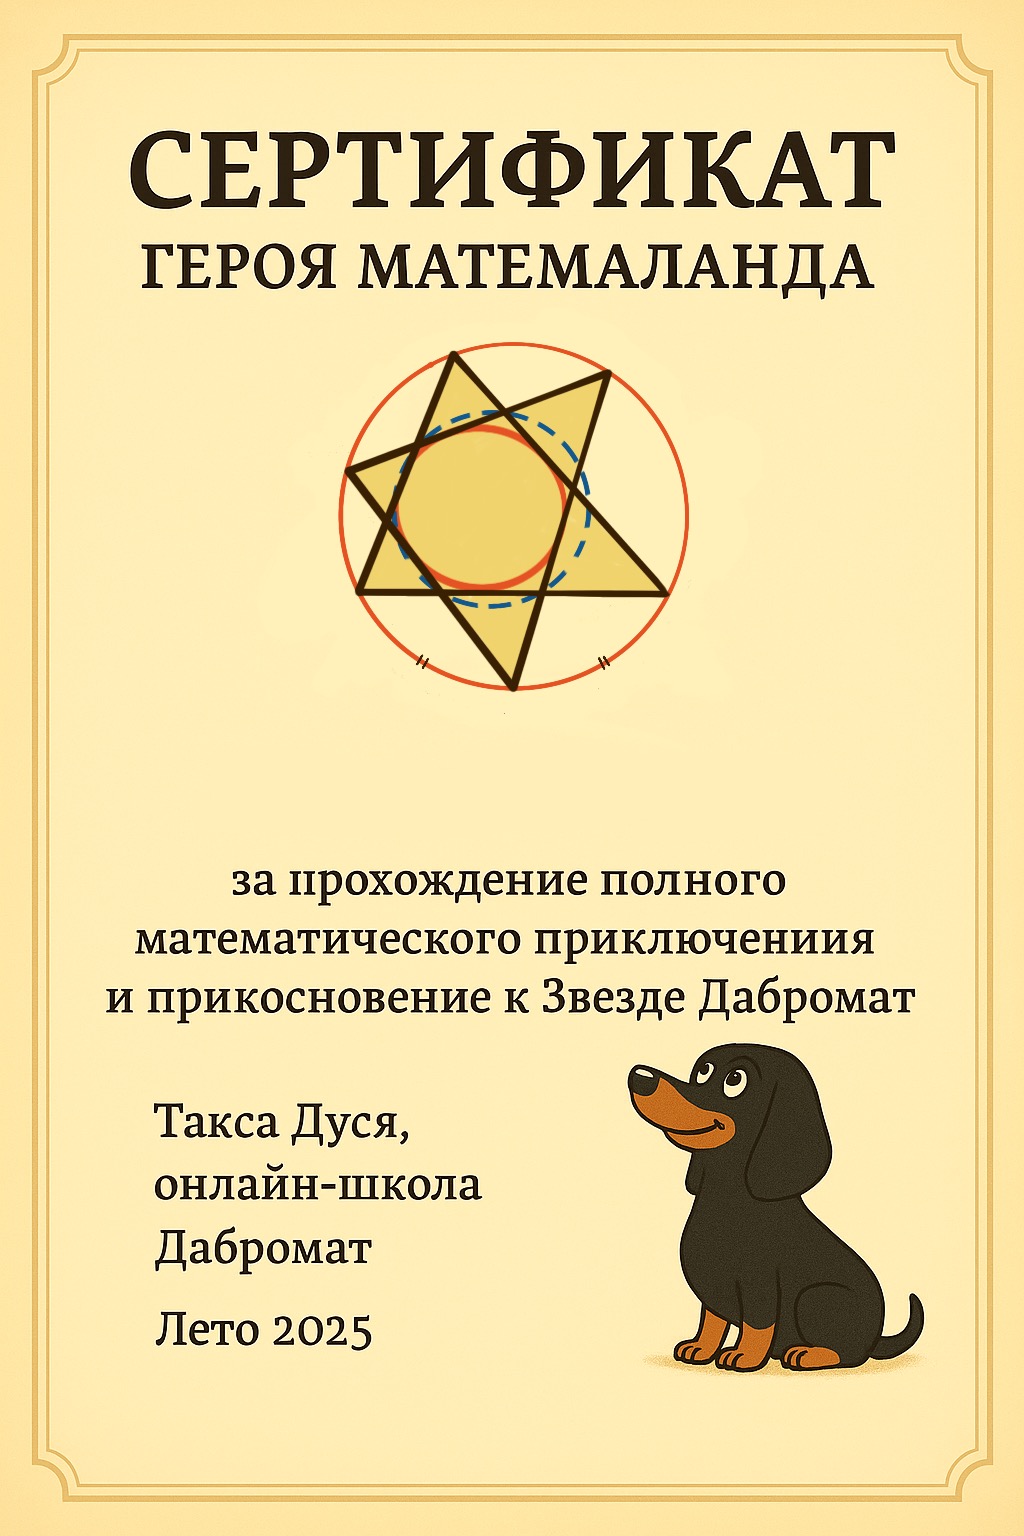 СЕРТИФИКАТ
ГЕРОЯ МАТЕМАЛАНДА
за прохождение полного
математического приключениия
и прикосновение к Звезде Дабромат
Такса Дуся,
онлайн-школа
Дабромат
Лето 2025